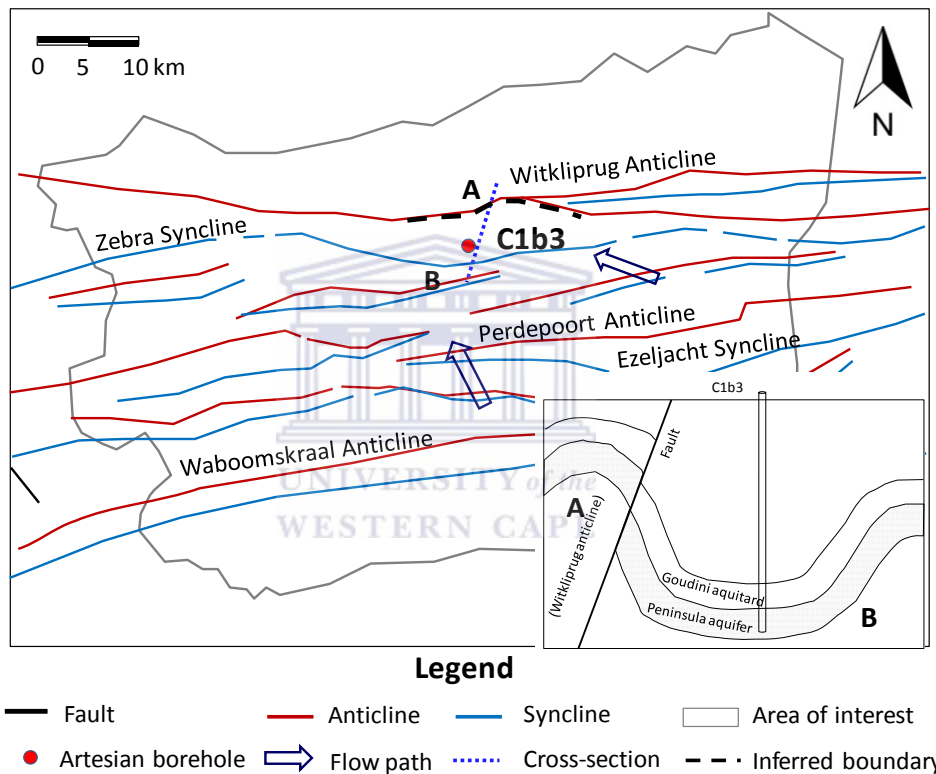 0 5 10 km
N
Witkliprug Anticline
A
Zebra Syncline
C1b3
B
Perdepoort Anticline
Ezeljacht Syncline
Waboomskraal Anticline
UNIVERSITY of the
WESTERN CAPE
C1b3
Fault
A
(Witkliprug anticline)
Goudini aquitard
Peninsula aquifer
B
Legend
Fault
Anticline
Syncline
Area of interest
Artesian borehole
Flow path
Cross-section
Inferred boundary